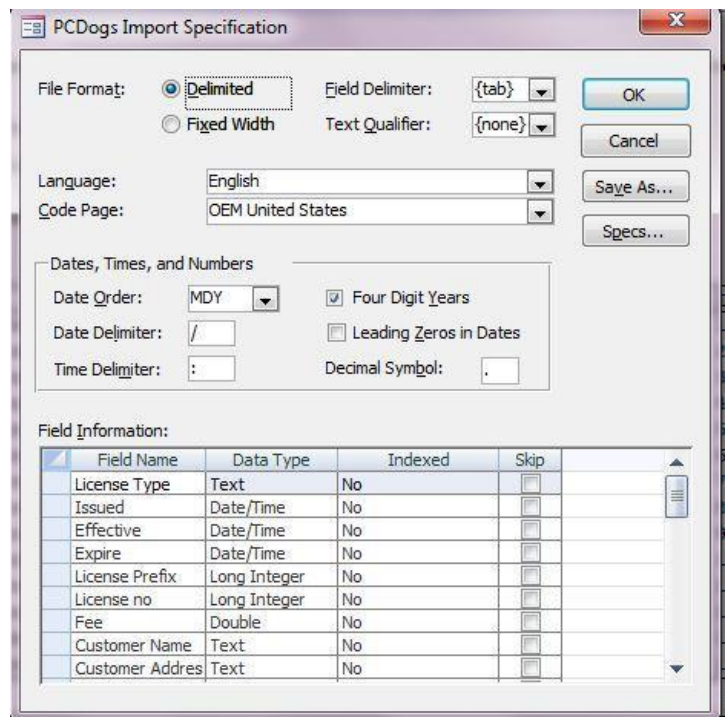 PCDogs Import Specification
File Format: Delimited Field Delimiter: {tab} OK
Fixed Width Text Qualifier: {none} Cancel
Language: English Save As...
Code Page: OEM United States Specs...
Dates, Times, and Numbers
Date Order: MDY Four Digit Years
Date Delimiter: / Leading Zeros in Dates
Time Delimiter: : Decimal Symbol: .
Field Information:
Field Name Data Type Indexed Skip
License Type Text No
Issued Date/Time No
Effective Date/Time No
Expire Date/Time No
License Prefix Long Integer No
License no Long Integer No
Fee Double No
Customer Name Text No
Customer Addres Text No